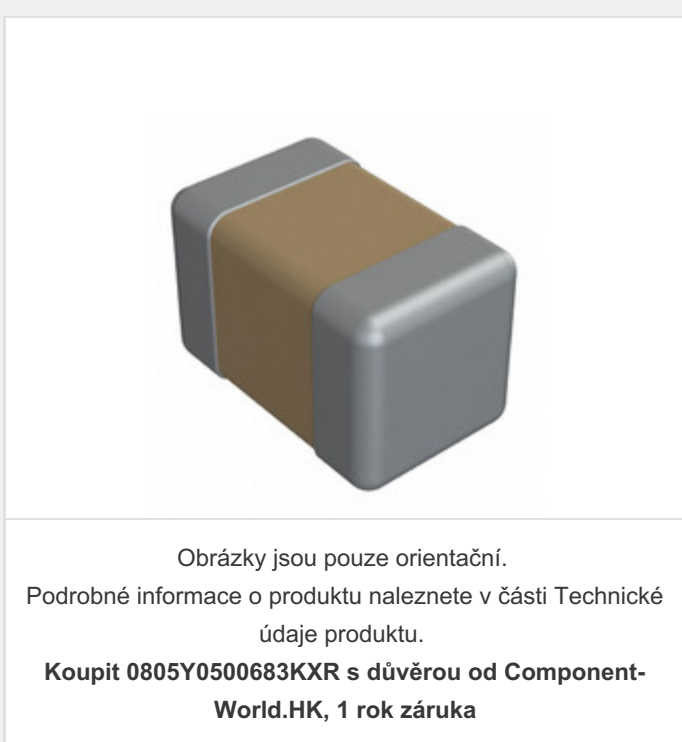 Obrázky jsou pouze orientační.
Podrobné informace o produktu naleznete v části Technické
údaje produktu.
Koupit 0805Y0500683KXR s důvěrou od Component-
World.HK, 1 rok záruka